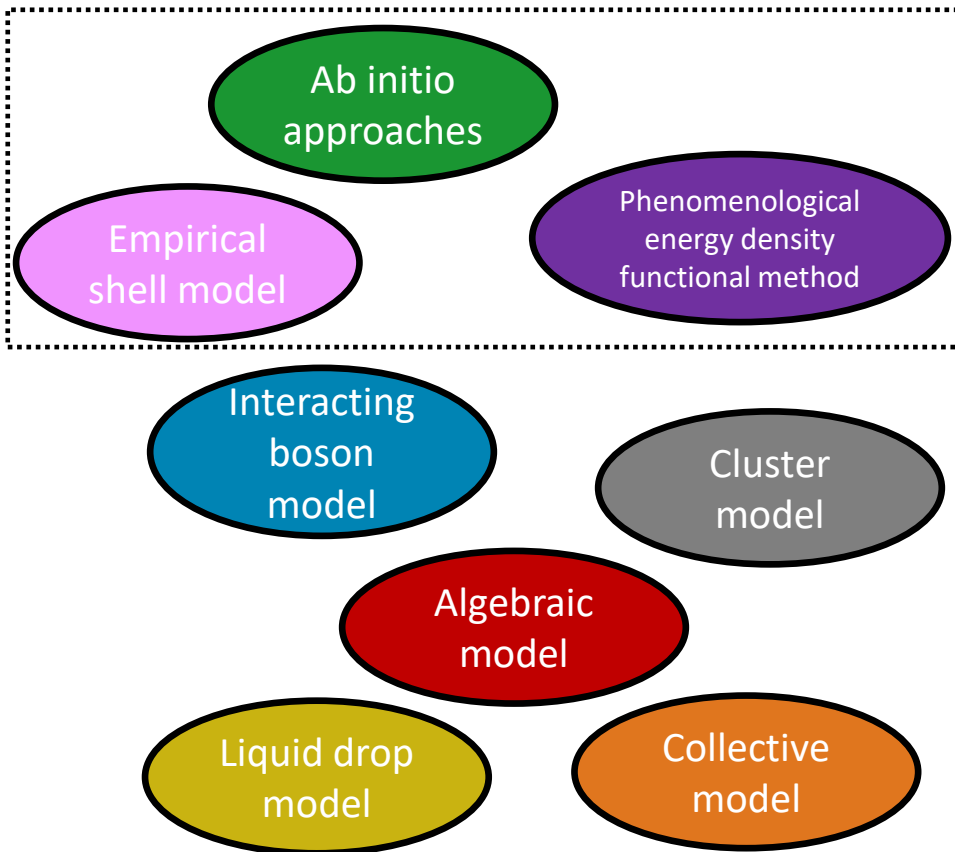 Ab initio
approaches
Empirical
shell model
Phenomenological
energy density
functional method
Interacting
boson
model
Cluster
model
Algebraic
model
Liquid drop
model
Collective
model